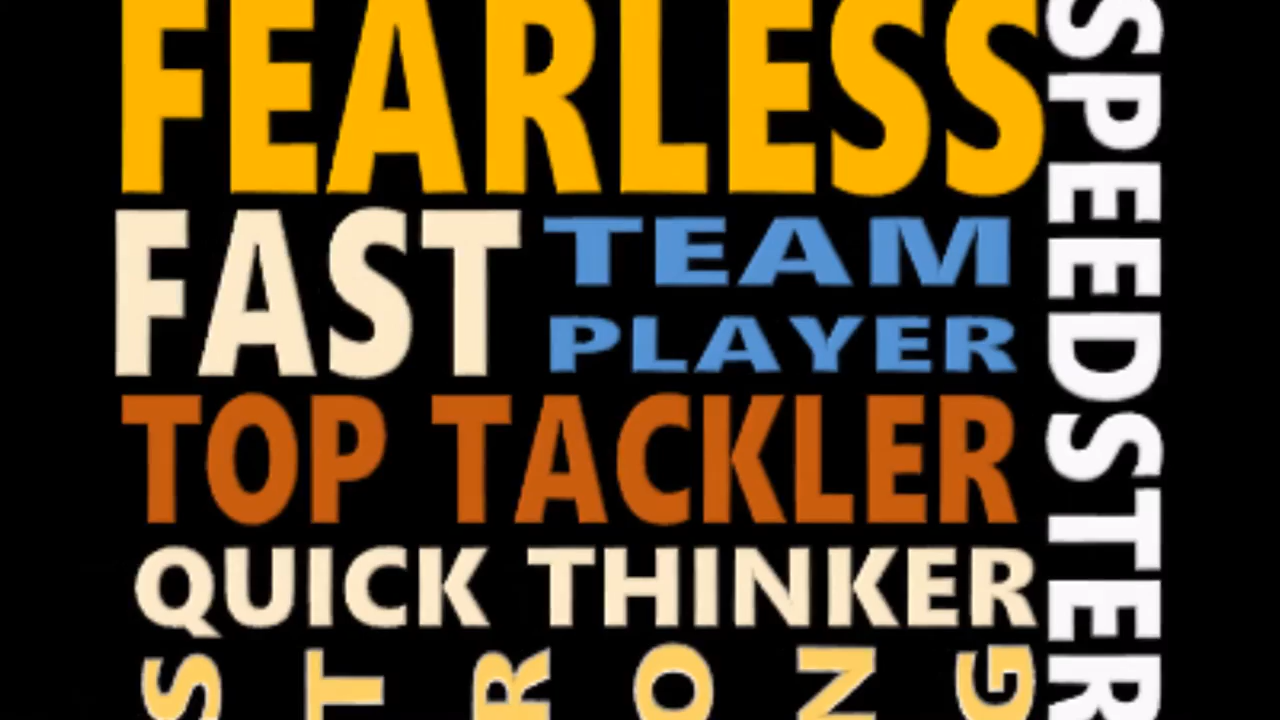 FEARLESS
FAST
TEAM
PLAYER
TOP TACKLER
QUICK THINKER
STRONG
SPEEDSTER